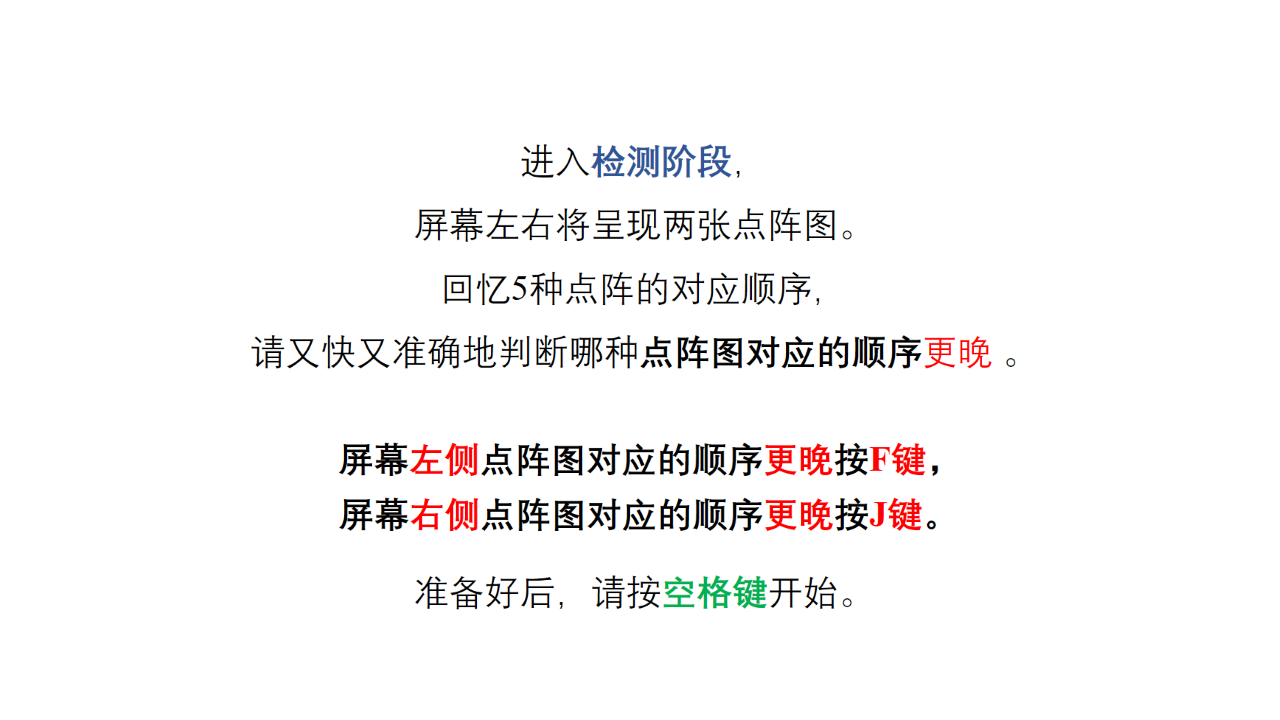 进入检测阶段，
屏幕左右将呈现两张点阵图。
回忆5种点阵的对应顺序，
请又快又准确地判断哪种点阵图对应的顺序更晚 。
屏幕左侧点阵图对应的顺序更晚按F键，
屏幕右侧点阵图对应的顺序更晚按J键。
准备好后，请按空格键开始。